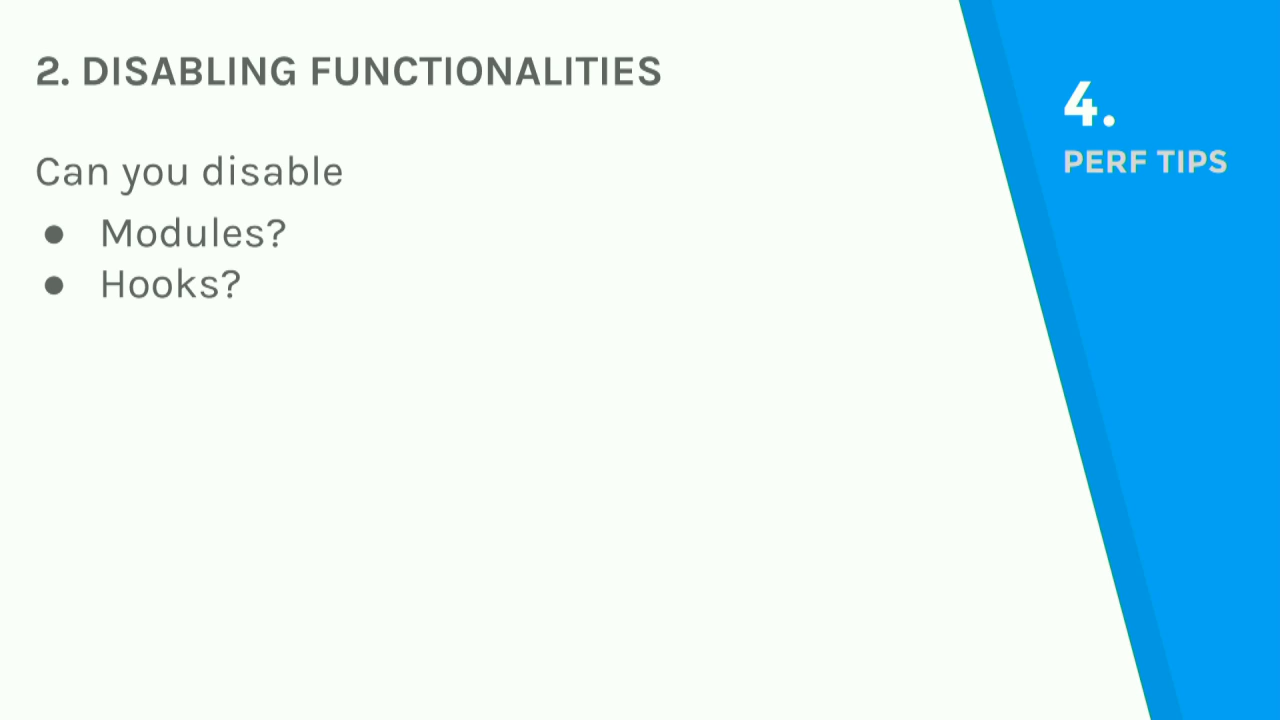 2. DISABLING FUNCTIONALITIES
Can you disable
● Modules?
● Hooks?
4.
PERF TIPS